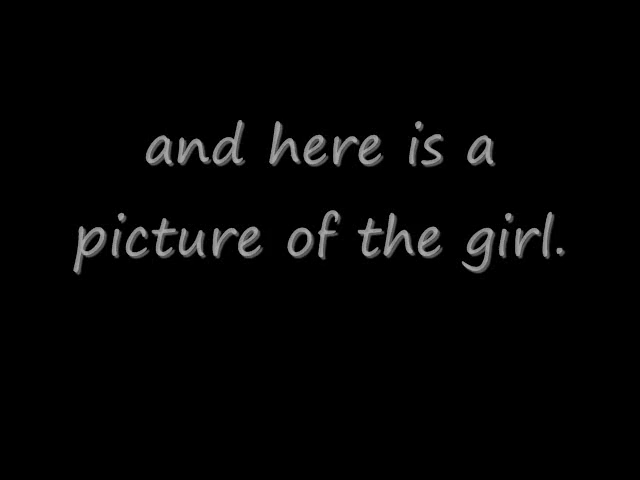 and here is a
picture of the girl.